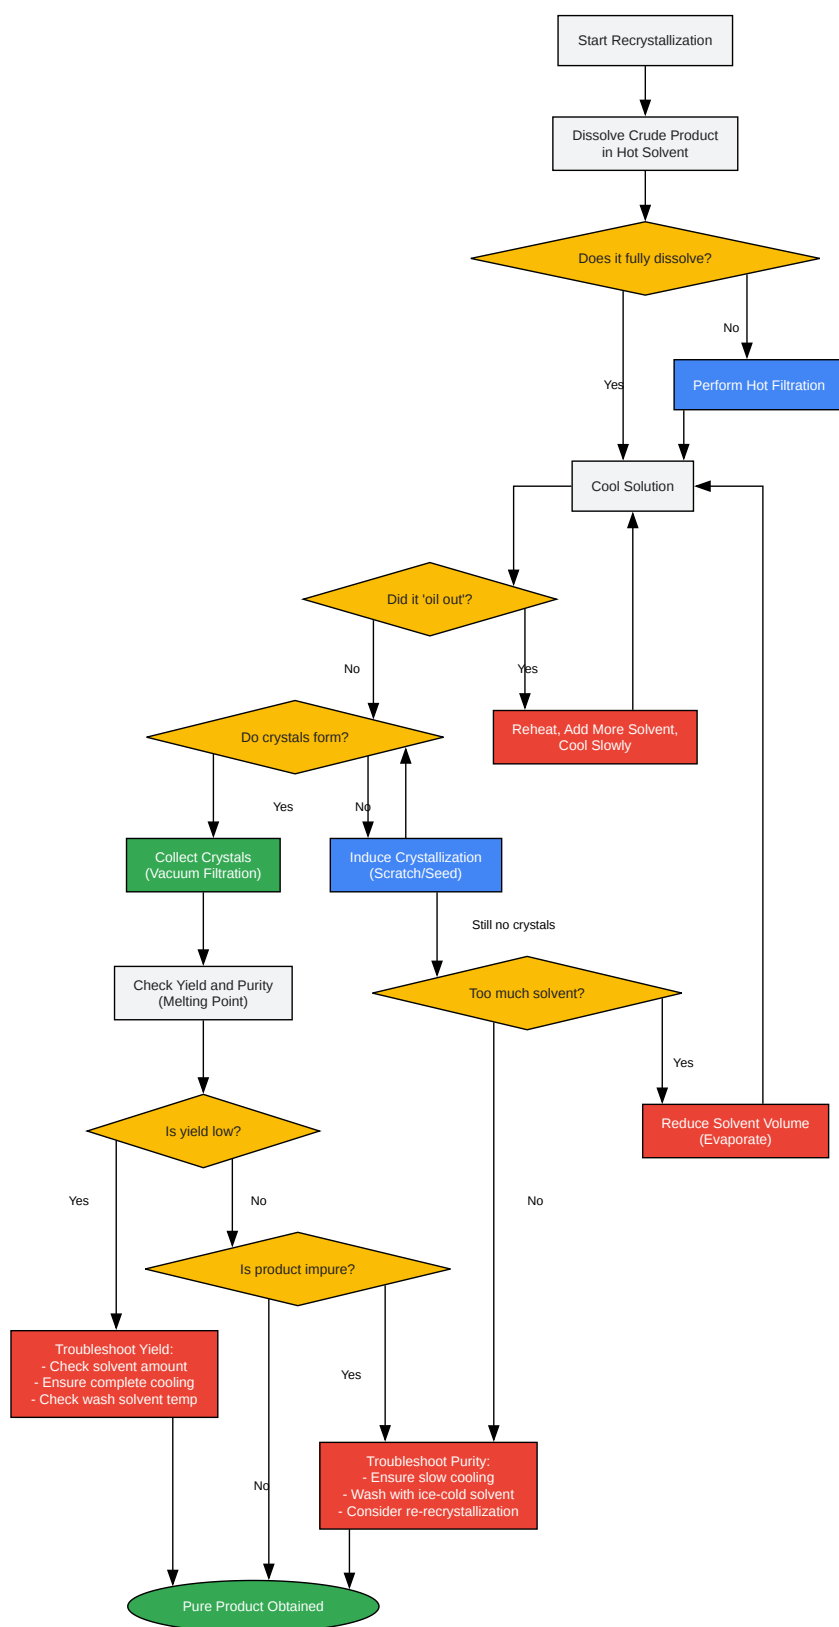 Start Recrystallization
Dissolve Crude Product
in Hot Solvent
Does it fully dissolve?
No
Yes
Perform Hot Filtration
Cool Solution
Did it 'oil out'?
No
Yes
Reheat, Add More Solvent,
Cool Slowly
Do crystals form?
Yes
No
Collect Crystals
(Vacuum Filtration)
Induce Crystallization
(Scratch/Seed)
Still no crystals
Check Yield and Purity
(Melting Point)
Too much solvent?
Yes
Is yield low?
Reduce Solvent Volume
(Evaporate)
Yes
No
No
Is product impure?
Troubleshoot Yield:
- Check solvent amount
- Ensure complete cooling
- Check wash solvent temp
Yes
No
Troubleshoot Purity:
- Ensure slow cooling
- Wash with ice-cold solvent
- Consider re-recrystallization
Pure Product Obtained